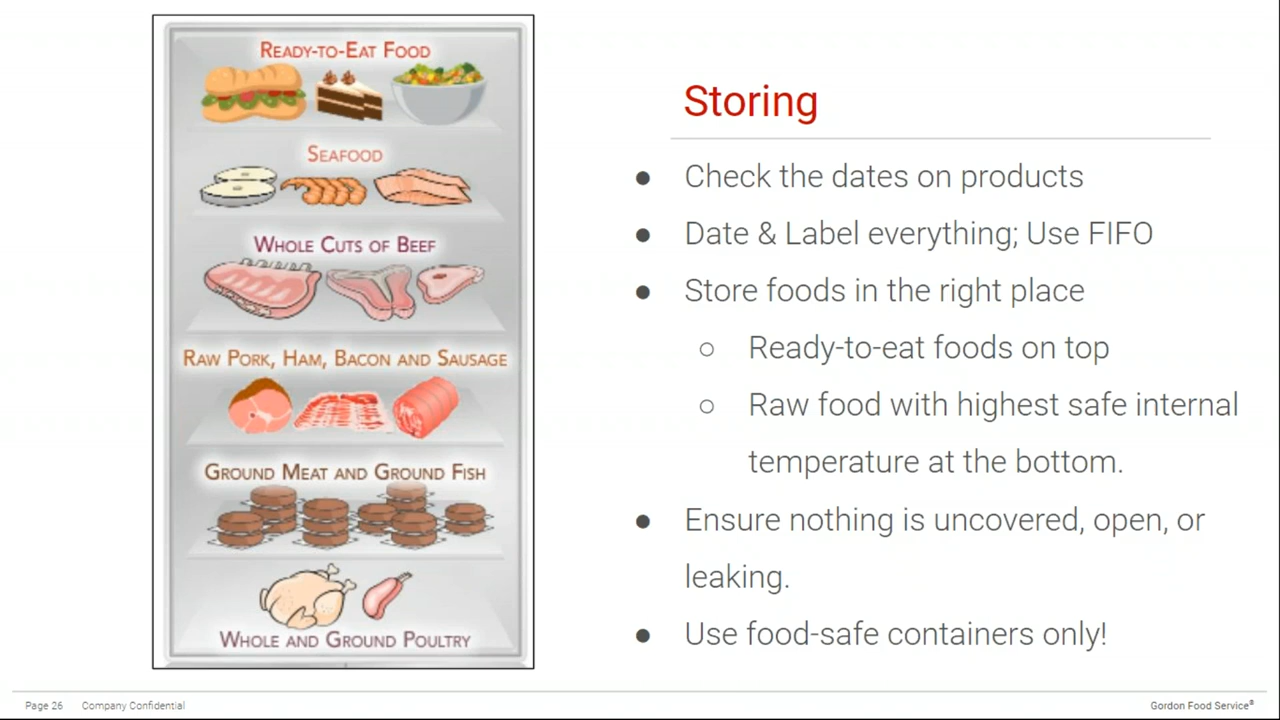 READY-TO-EAT FOOD
SEAFOOD
WHOLE CUTS OF BEEF
RAW PORK, HAM, BACON AND SAUSAGE
GROUND MEAT AND GROUND FISH
WHOLE AND GROUND POULTRY
Storing
● Check the dates on products
● Date & Label everything; Use FIFO
● Store foods in the right place
○ Ready-to-eat foods on top
○ Raw food with highest safe internal
temperature at the bottom.
● Ensure nothing is uncovered, open, or
leaking.
● Use food-safe containers only!
Page 26 Company Confidential
Gordon Food Service®